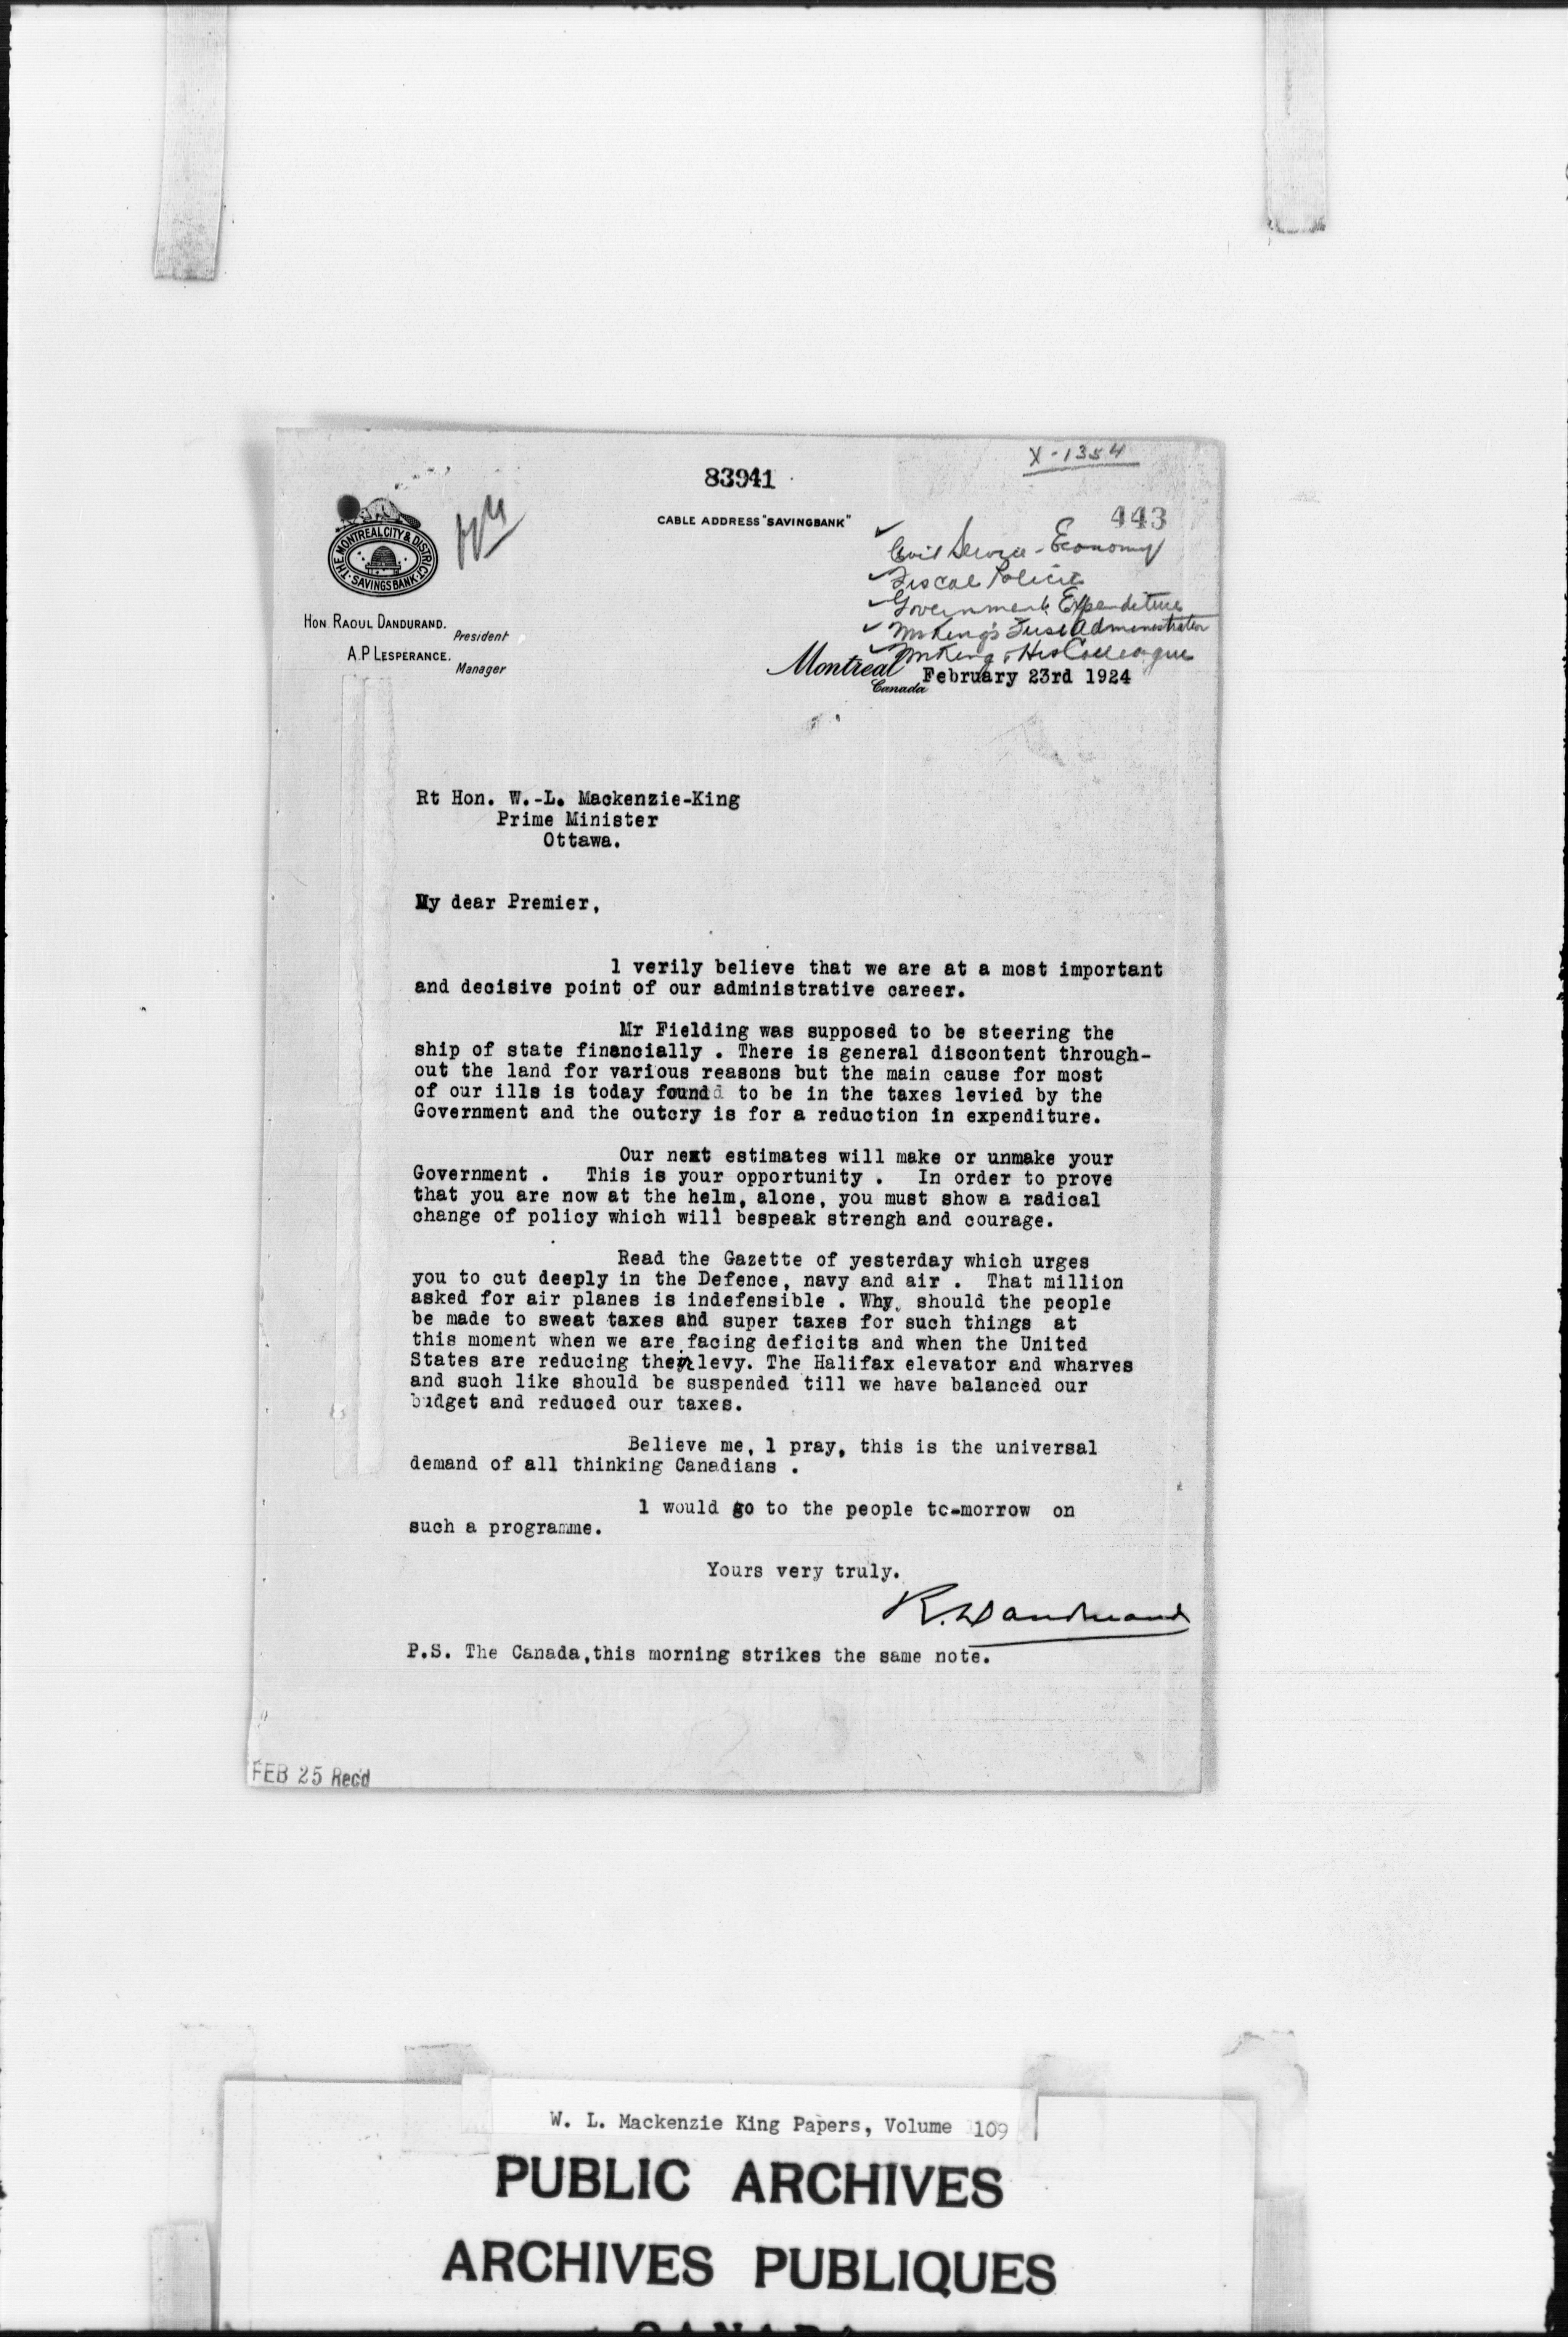 X-1354
83941
443
CABLE ADDRESS "SAVINGBANK"
THE MONTREAL CITY & DISTRICT SAVINGS BANK
Civil Service - Economy
Fiscal Policies
Government Expenditure
Mr King's First Administration
Mr King & His Colleagues
HON. RAOUL DANDURAND.
President
A.P. LESPERANCE.
Manager
Montreal
Canada
February 23rd 1924
Rt Hon. W.-L. Mackenzie-King
Prime Minister
Ottawa.
My dear Premier,
1 verily believe that we are at a most important
and decisive point of our administrative career.
Mr Fielding was supposed to be steering the
ship of state financially . There is general discontent through-
out the land for various reasons but the main cause for most
of our ills is today foundd to be in the taxes levied by the
Government and the outcry is for a reduction in expenditure.
Our next estimates will make or unmake your
Government . This is your opportunity . In order to prove
that you are now at the helm, alone, you must show a radical
change of policy which will bespeak strengh and courage.
Read the Gazette of yesterday which urges
you to cut deeply in the Defence, navy and air . That million
asked for air planes is indefensible . Why, should the people
be made to sweat taxes and super taxes for such things at
this moment when we are facing deficits and when the United
States are reducing their levy. The Halifax elevator and wharves
and such like should be suspended till we have balanced our
budget and reduced our taxes.
Believe me, 1 pray, this is the universal
demand of all thinking Canadians .
1 would go to the people to-morrow on
such a programme.
Yours very truly.
R. Dandurand
P.S. The Canada, this morning strikes the same note.
FEB 25 Recd
W. L. Mackenzie King Papers, Volume 109
PUBLIC ARCHIVES
ARCHIVES PUBLIQUES
CANADA